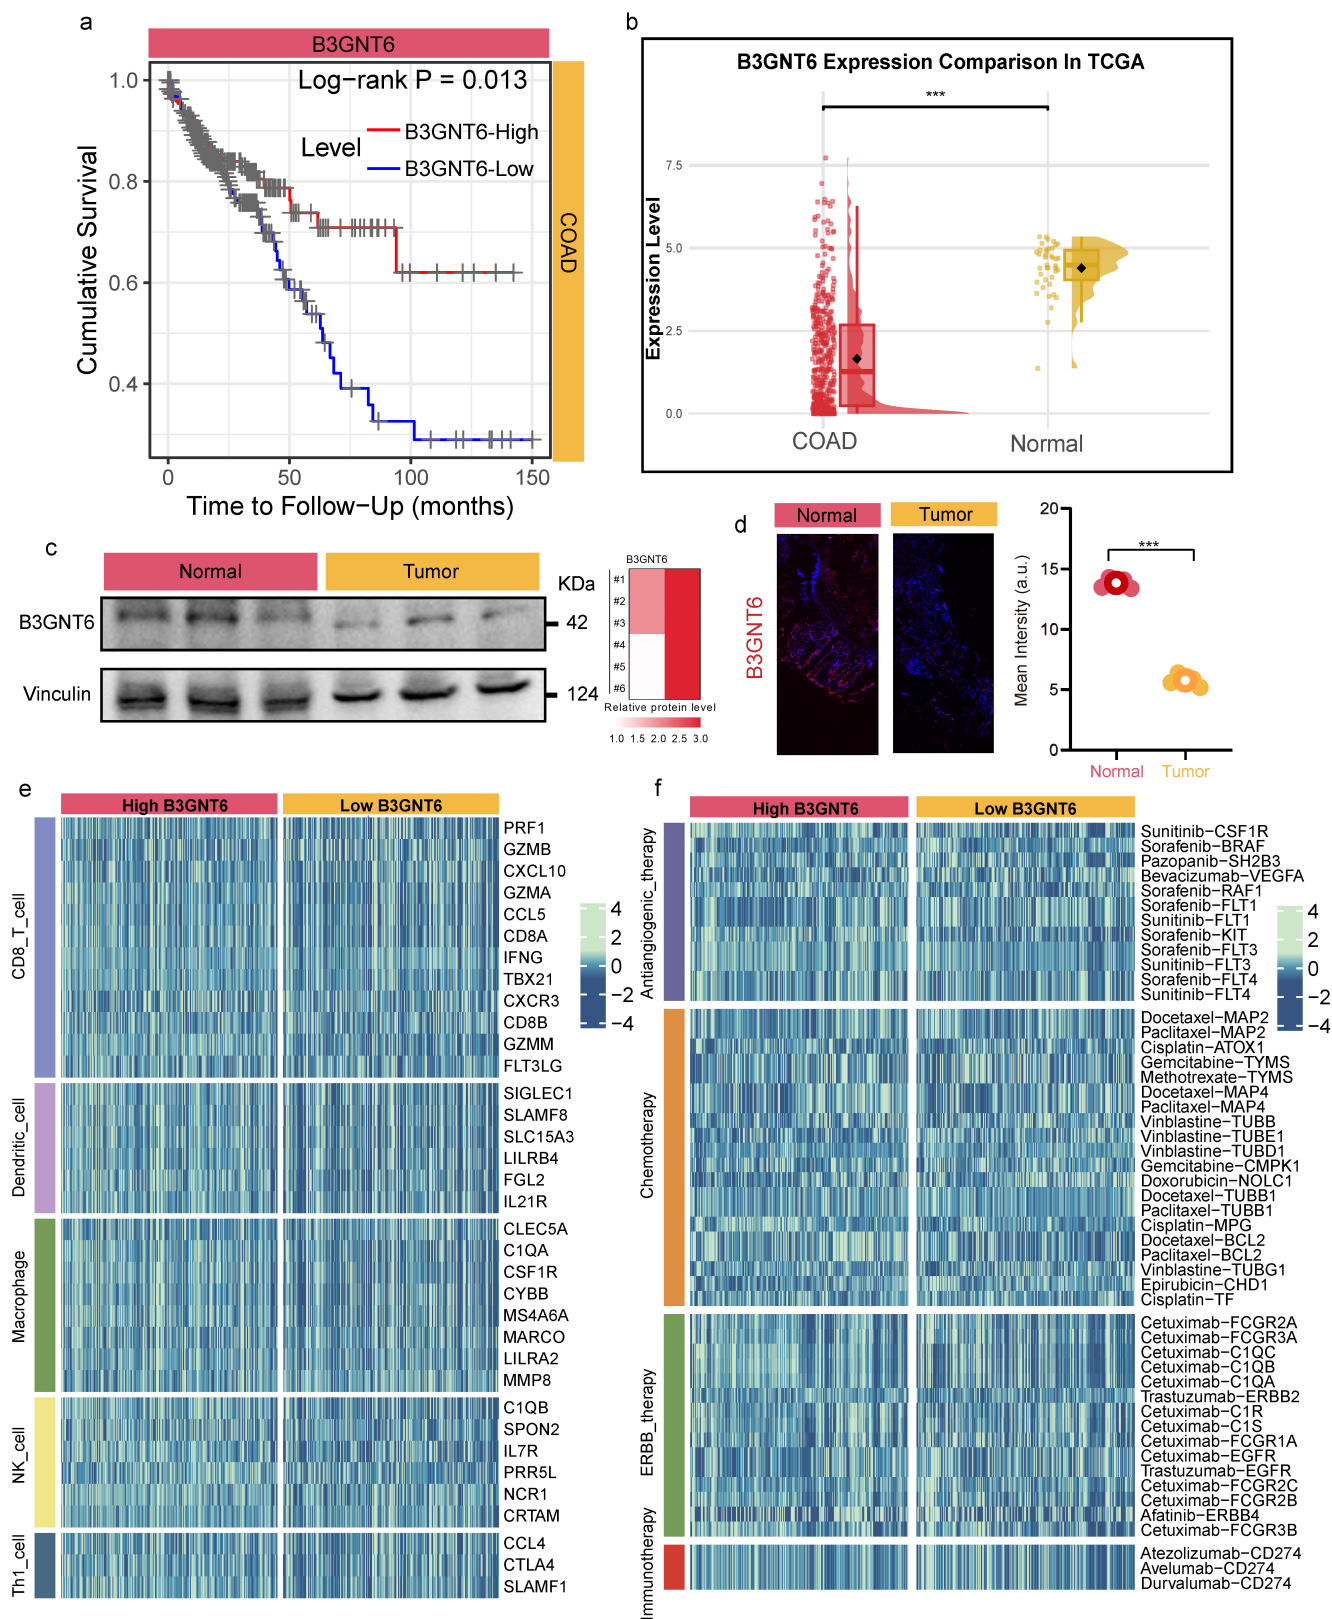 a
B3GNT6
Log−rank P = 0.013
Level
B3GNT6-High
B3GNT6-Low
COAD
Cumulative Survival
1.0
0.8
0.6
0.4
0
50
100
150
Time to Follow−Up (months)
b
B3GNT6 Expression Comparison In TCGA
***
Expression Level
7.5
5.0
2.5
0.0
COAD
Normal
c
Normal
Tumor
KDa
B3GNT6
42
Vinculin
124
B3GNT6
#1
#2
#3
#4
#5
#6
Relative protein level
1.0 1.5 2.0 2.5 3.0
d
Normal
Tumor
B3GNT6
Mean Intersity (a.u.)
20
15
10
5
0
***
Normal
Tumor
e
High B3GNT6
Low B3GNT6
CD8_T_cell
PRF1
GZMB
CXCL10
GZMA
CCL5
CD8A
IFNG
TBX21
CXCR3
CD8B
GZMM
FLT3LG
Dendritic_cell
SIGLEC1
SLAMF8
SLC15A3
LILRB4
FGL2
IL21R
Macrophage
CLEC5A
C1QA
CSF1R
CYBB
MS4A6A
MARCO
LILRA2
MMP8
NK_cell
C1QB
SPON2
IL7R
PRR5L
NCR1
CRTAM
Th1_cell
CCL4
CTLA4
SLAMF1
4
2
0
−2
−4
f
High B3GNT6
Low B3GNT6
Antiangiogenic_therapy
Sunitinib−CSF1R
Sorafenib−BRAF
Pazopanib−SH2B3
Bevacizumab−VEGFA
Sorafenib−RAF1
Sorafenib−FLT1
Sunitinib−FLT1
Sorafenib−KIT
Sorafenib−FLT3
Sunitinib−FLT3
Sorafenib−FLT4
Sunitinib−FLT4
Chemotherapy
Docetaxel−MAP2
Paclitaxel−MAP2
Cisplatin−ATOX1
Gemcitabine−TYMS
Methotrexate−TYMS
Docetaxel−MAP4
Paclitaxel−MAP4
Vinblastine−TUBB
Vinblastine−TUBE1
Vinblastine−TUBD1
Gemcitabine−CMPK1
Doxorubicin−NOLC1
Docetaxel−TUBB1
Paclitaxel−TUBB1
Cisplatin−MPG
Docetaxel−BCL2
Paclitaxel−BCL2
Vinblastine−TUBG1
Epirubicin−CHD1
Cisplatin−TF
ERBB_therapy
Cetuximab−FCGR2A
Cetuximab−FCGR3A
Cetuximab−C1QC
Cetuximab−C1QB
Cetuximab−C1QA
Trastuzumab−ERBB2
Cetuximab−C1R
Cetuximab−C1S
Cetuximab−FCGR1A
Cetuximab−EGFR
Trastuzumab−EGFR
Cetuximab−FCGR2C
Cetuximab−FCGR2B
Afatinib−ERBB4
Cetuximab−FCGR3B
Immunotherapy
Atezolizumab−CD274
Avelumab−CD274
Durvalumab−CD274
4
2
0
−2
−4